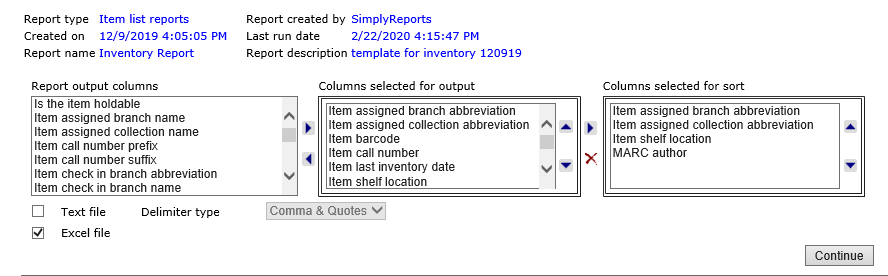 Report type Item list reports Report created by SimplyReports
Created on 12/9/2019 4:05:05 PM Last run date 2/22/2020 4:15:47 PM
Report name Inventory Report Report description template for inventory 120919
Report output columns
Is the item holdable
Item assigned branch name
Item assigned collection name
Item call number prefix
Item call number suffix
Item check in branch abbreviation
Item check in branch name
Columns selected for output
Item assigned branch abbreviation
Item assigned collection abbreviation
Item barcode
Item call number
Item last inventory date
Item shelf location
Columns selected for sort
Item assigned branch abbreviation
Item assigned collection abbreviation
Item shelf location
MARC author
Text file Delimiter type Comma & Quotes
Excel file
Continue